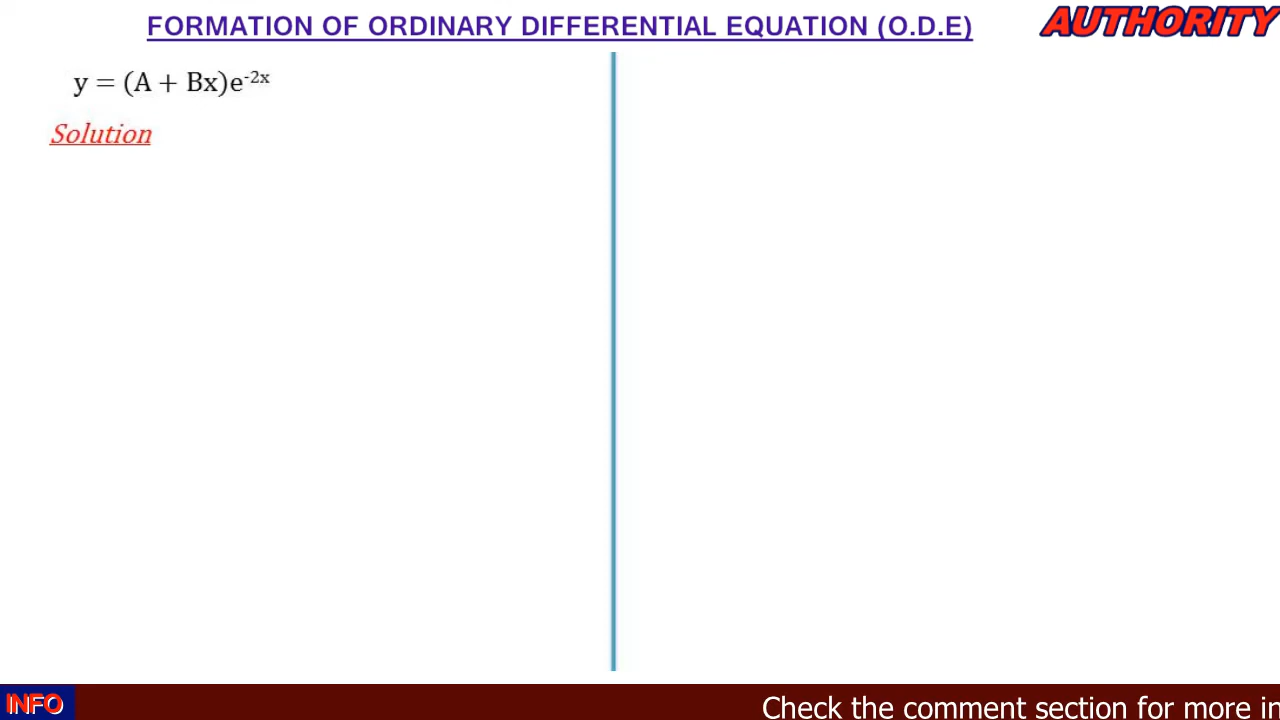 FORMATION OF ORDINARY DIFFERENTIAL EQUATION (O.D.E)
AUTHORITY
y = (A + Bx)e⁻²ˣ
Solution
INFO
Check the comment section for more in